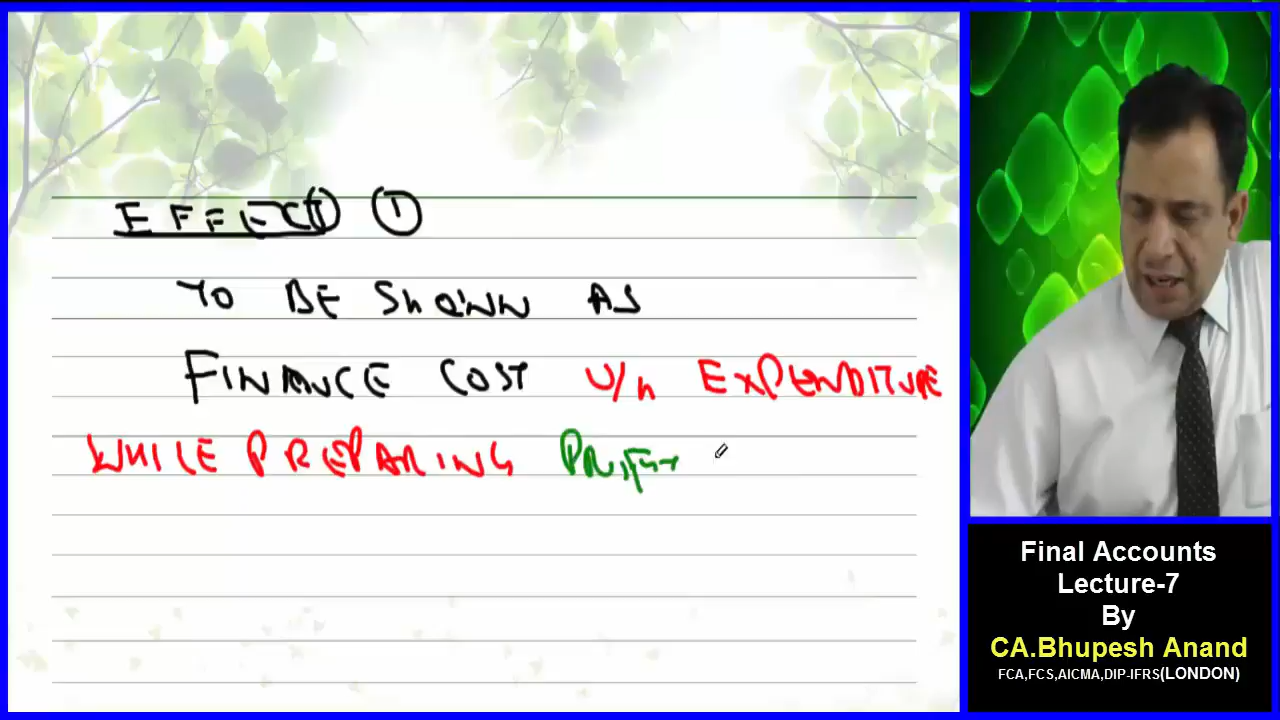 EFFECT ①
TO BE SHOWN AS
FINANCE COST U/h EXPENDITURE
WHILE PREPARING PROFIT
Final Accounts
Lecture-7
By
CA.Bhupesh Anand
FCA,FCS,AICMA,DIP-IFRS(LONDON)